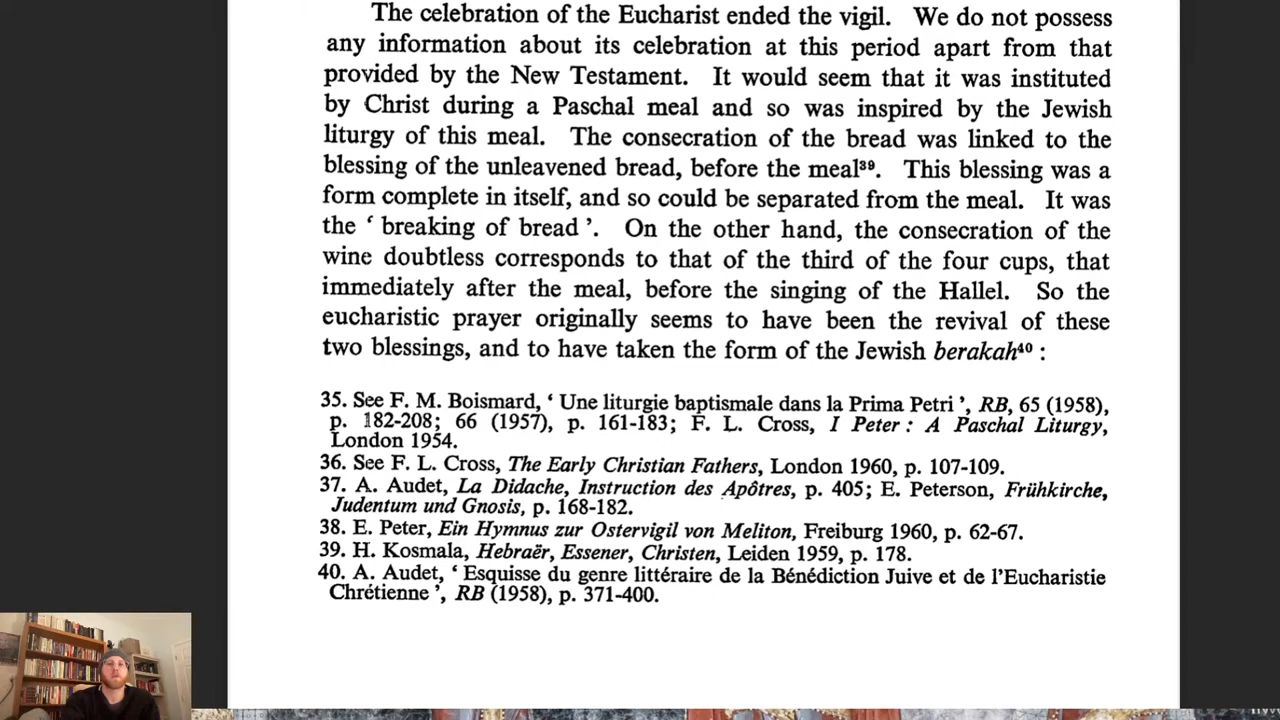 The celebration of the Eucharist ended the vigil. We do not possess
any information about its celebration at this period apart from that
provided by the New Testament. It would seem that it was instituted
by Christ during a Paschal meal and so was inspired by the Jewish
liturgy of this meal. The consecration of the bread was linked to the
blessing of the unleavened bread, before the meal³⁹. This blessing was a
form complete in itself, and so could be separated from the meal. It was
the ‘ breaking of bread ’. On the other hand, the consecration of the
wine doubtless corresponds to that of the third of the four cups, that
immediately after the meal, before the singing of the Hallel. So the
eucharistic prayer originally seems to have been the revival of these
two blessings, and to have taken the form of the Jewish berakah⁴⁰ :
35. See F. M. Boismard, ‘ Une liturgie baptismale dans la Prima Petri ’, RB, 65 (1958),
p. 182-208; 66 (1957), p. 161-183; F. L. Cross, I Peter : A Paschal Liturgy,
London 1954.
36. See F. L. Cross, The Early Christian Fathers, London 1960, p. 107-109.
37. A. Audet, La Didache, Instruction des Apôtres, p. 405; E. Peterson, Frühkirche,
Judentum und Gnosis, p. 168-182.
38. E. Peter, Ein Hymnus zur Ostervigil von Meliton, Freiburg 1960, p. 62-67.
39. H. Kosmala, Hebraër, Essener, Christen, Leiden 1959, p. 178.
40. A. Audet, ‘ Esquisse du genre littéraire de la Bénédiction Juive et de l’Eucharistie
Chrétienne ’, RB (1958), p. 371-400.